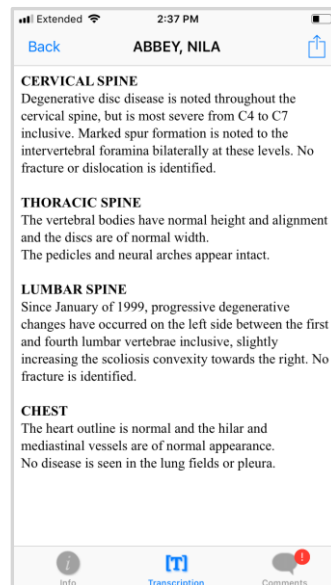 Extended 2:37 PM
Back ABBEY, NILA
CERVICAL SPINE
Degenerative disc disease is noted throughout the
cervical spine, but is most severe from C4 to C7
inclusive. Marked spur formation is noted to the
intervertebral foramina bilaterally at these levels. No
fracture or dislocation is identified.
THORACIC SPINE
The vertebral bodies have normal height and alignment
and the discs are of normal width.
The pedicles and neural arches appear intact.
LUMBAR SPINE
Since January of 1999, progressive degenerative
changes have occurred on the left side between the first
and fourth lumbar vertebrae inclusive, slightly
increasing the scoliosis convexity towards the right. No
fracture is identified.
CHEST
The heart outline is normal and the hilar and
mediastinal vessels are of normal appearance.
No disease is seen in the lung fields or pleura.
i [T] !
Info Transcription Comments